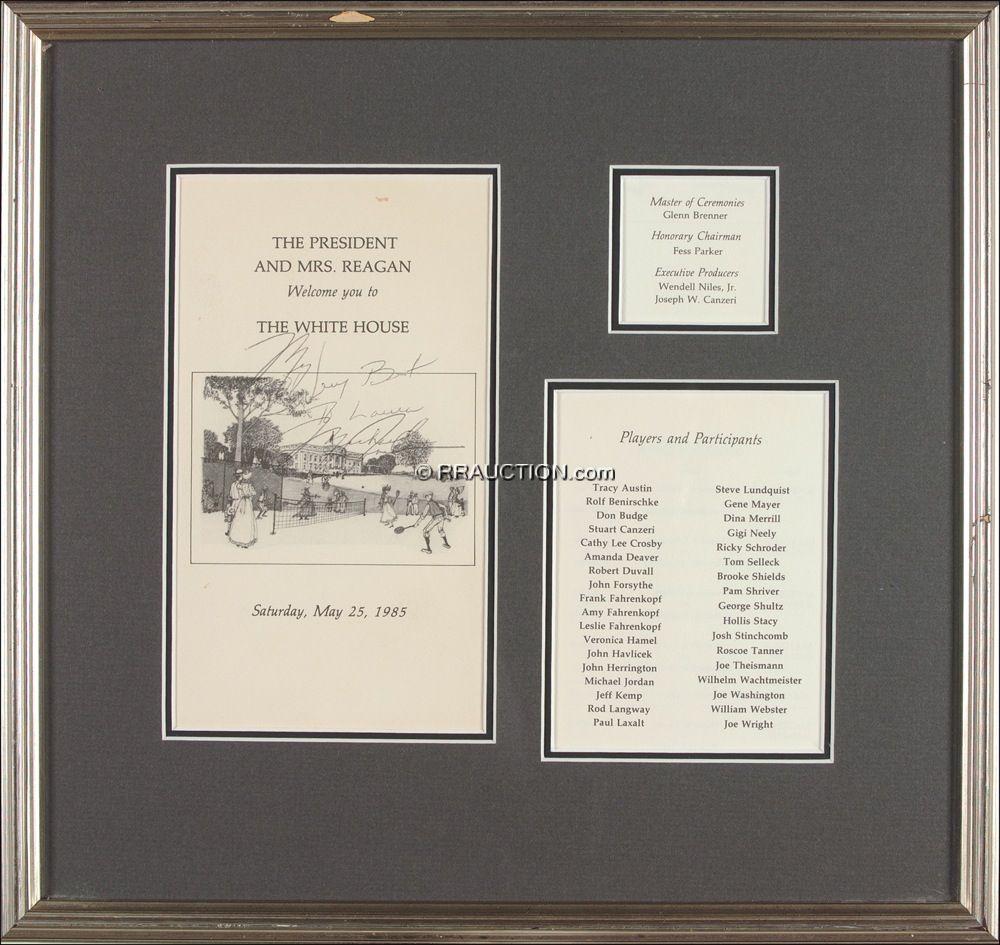 THE PRESIDENT
AND MRS. REAGAN
Welcome you to
THE WHITE HOUSE
My Very Best
To Laura
Saturday, May 25, 1985
Master of Ceremonies
Glenn Brenner
Honorary Chairman
Fess Parker
Executive Producers
Wendell Niles, Jr.
Joseph W. Canzeri
© RRAUCTION.com
Players and Participants
Tracy Austin
Rolf Benirschke
Don Budge
Stuart Canzeri
Cathy Lee Crosby
Amanda Deaver
Robert Duvall
John Forsythe
Frank Fahrenkopf
Amy Fahrenkopf
Leslie Fahrenkopf
Veronica Hamel
John Havlicek
John Herrington
Michael Jordan
Jeff Kemp
Rod Langway
Paul Laxalt
Steve Lundquist
Gene Mayer
Dina Merrill
Gigi Neely
Ricky Schroder
Tom Selleck
Brooke Shields
Pam Shriver
George Shultz
Hollis Stacy
Josh Stinchcomb
Roscoe Tanner
Joe Theismann
Wilhelm Wachtmeister
Joe Washington
William Webster
Joe Wright